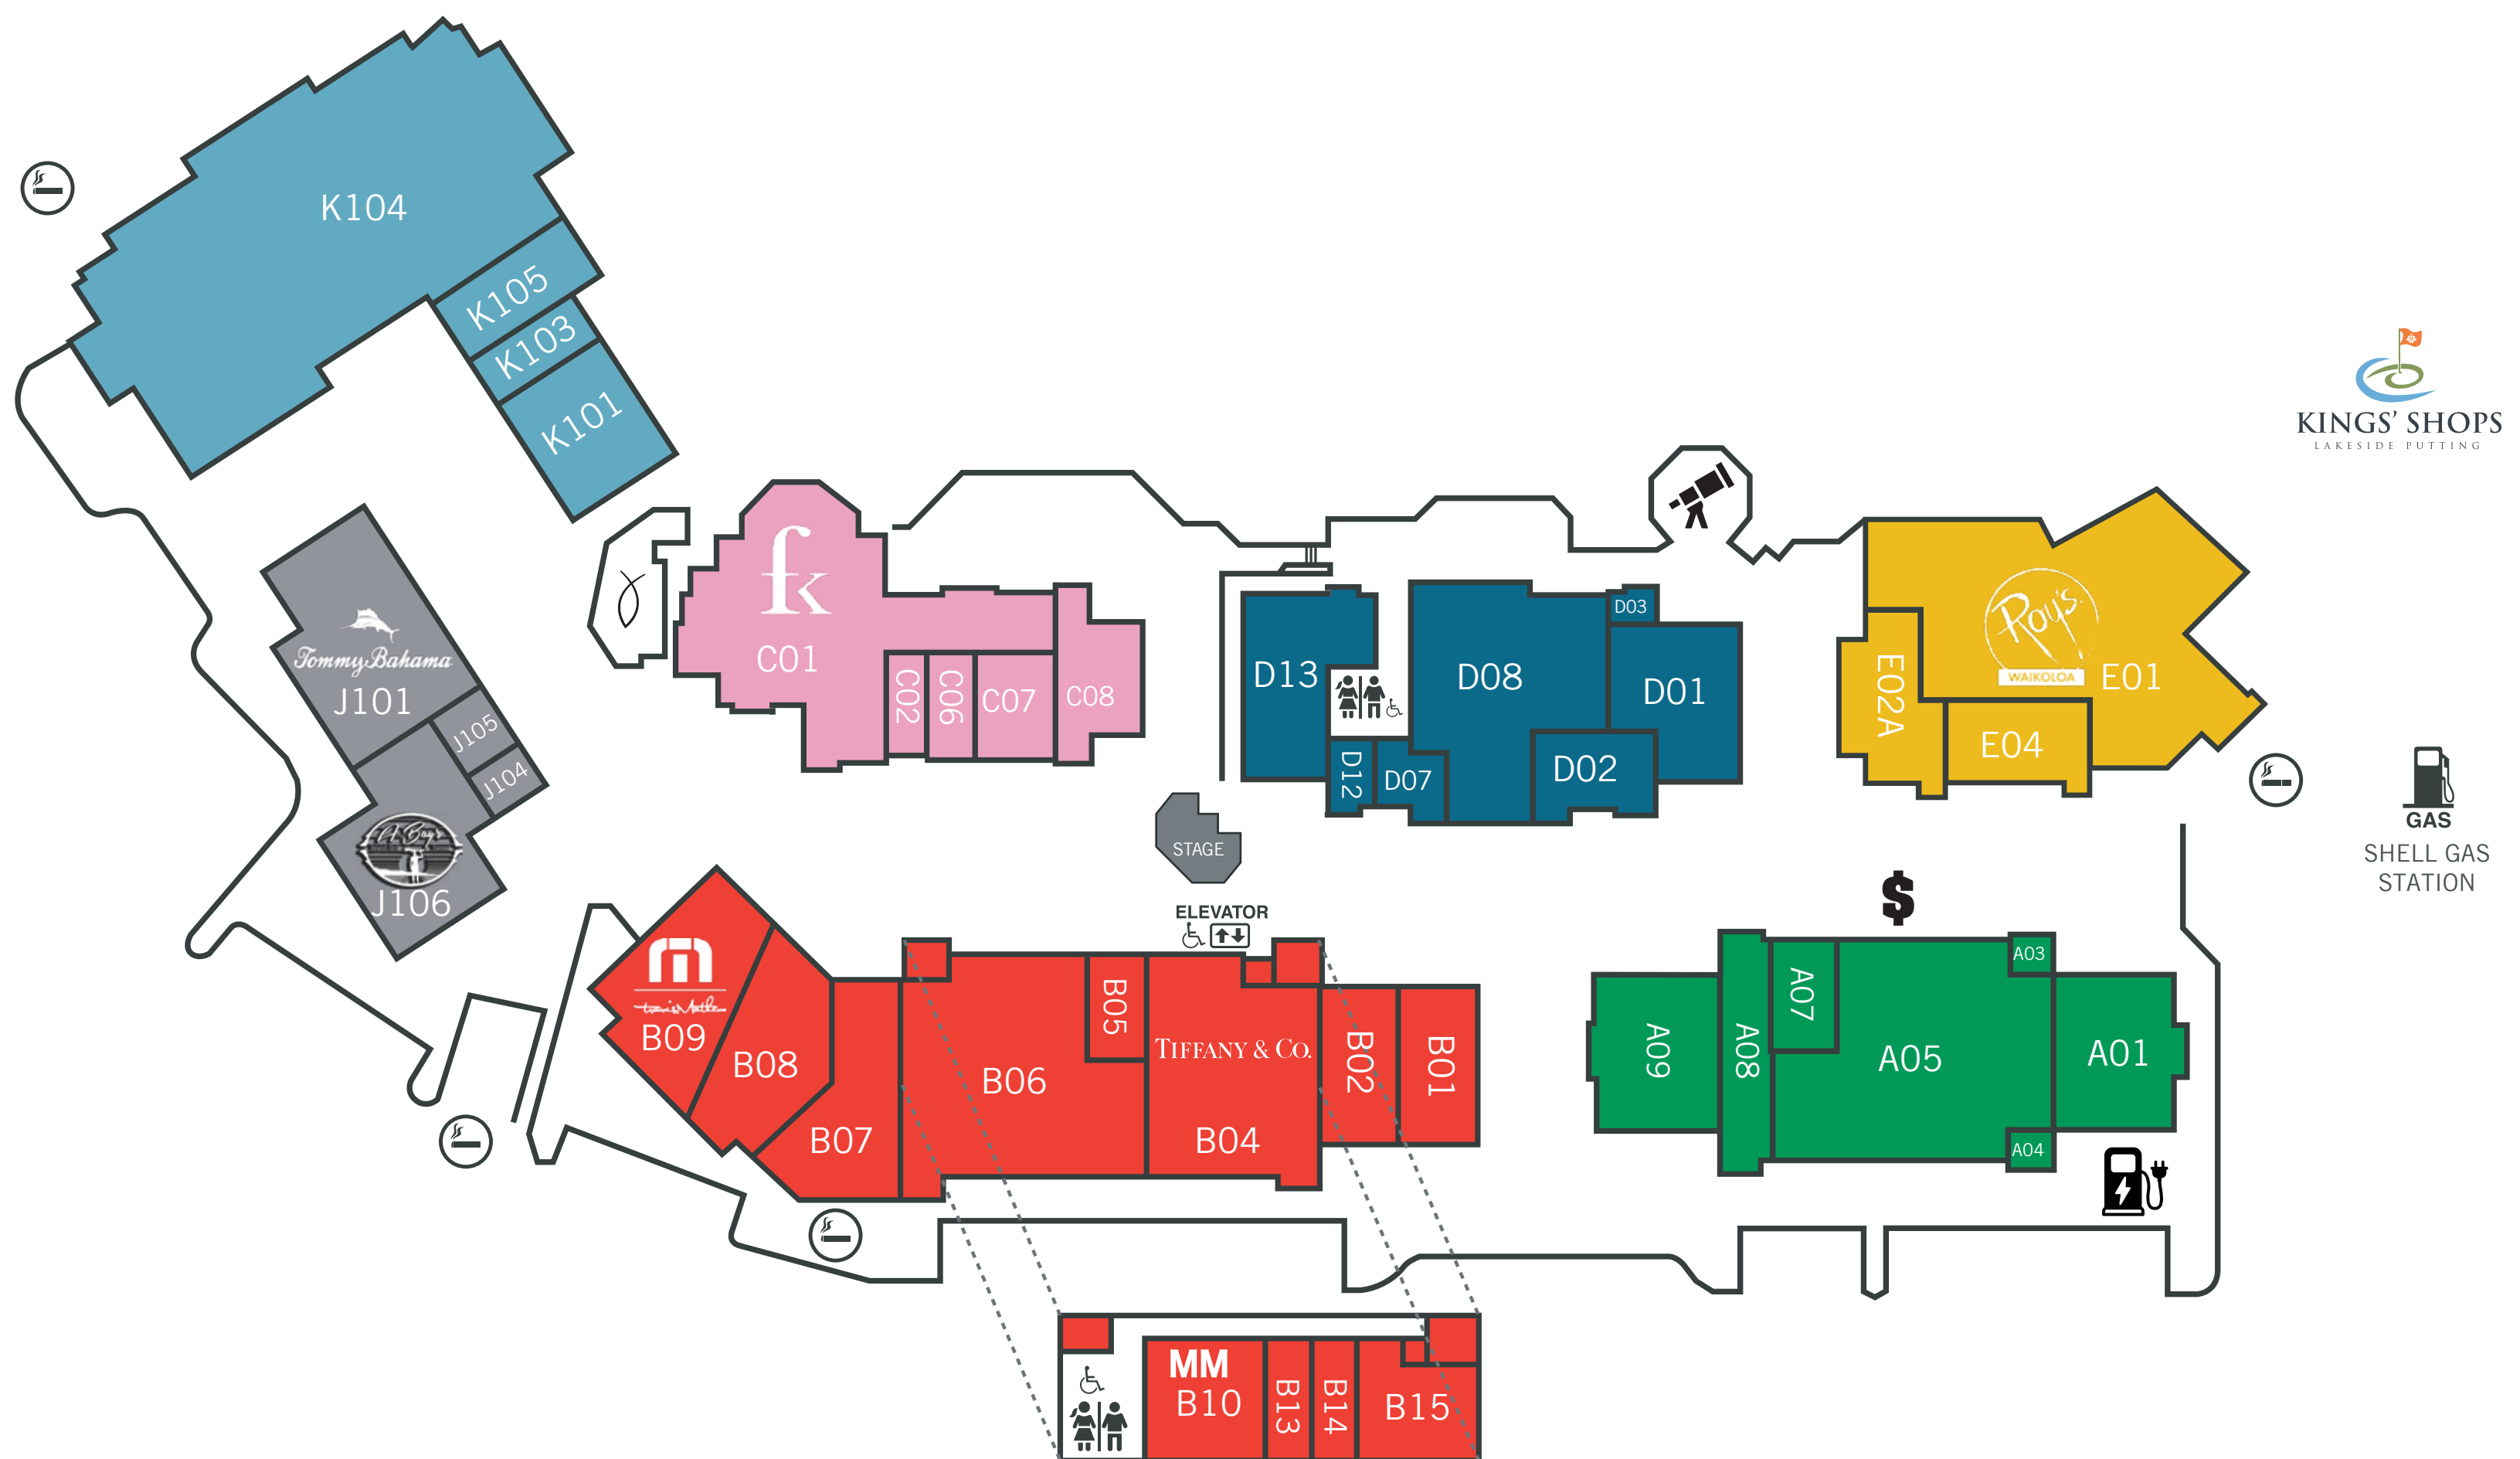 K104
K105
K103
K101
KINGS' SHOPS
LAKESIDE PUTTING
fk
C01
C02
C06
C07
C08
D13
D12
D07
D08
D03
D01
D02
Roy's
WAIKOLOA
E01
E02A
E04
GAS
SHELL GAS
STATION
Tommy Bahama
J101
J105
J104
J106
STAGE
ELEVATOR
$
B09
B08
B07
B06
B05
TIFFANY & CO.
B04
B02
B01
A09
A08
A07
A05
A03
A04
A01
MM
B10
B13
B14
B15